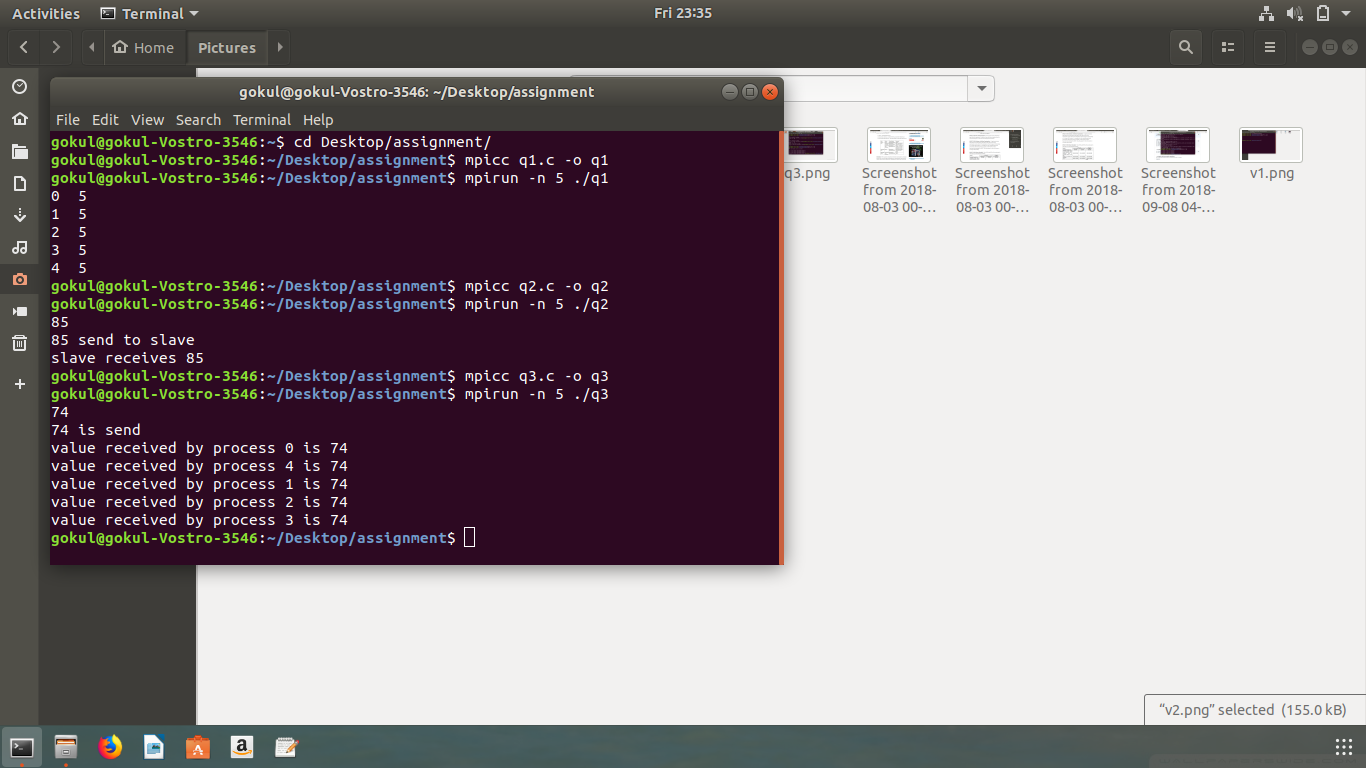 Activities Terminal Fri 23:35
Home Pictures
gokul@gokul-Vostro-3546: ~/Desktop/assignment
File Edit View Search Terminal Help
gokul@gokul-Vostro-3546:~$ cd Desktop/assignment/
gokul@gokul-Vostro-3546:~/Desktop/assignment$ mpicc q1.c -o q1
gokul@gokul-Vostro-3546:~/Desktop/assignment$ mpirun -n 5 ./q1
0 5
1 5
2 5
3 5
4 5
gokul@gokul-Vostro-3546:~/Desktop/assignment$ mpicc q2.c -o q2
gokul@gokul-Vostro-3546:~/Desktop/assignment$ mpirun -n 5 ./q2
85
85 send to slave
slave receives 85
gokul@gokul-Vostro-3546:~/Desktop/assignment$ mpicc q3.c -o q3
gokul@gokul-Vostro-3546:~/Desktop/assignment$ mpirun -n 5 ./q3
74
74 is send
value received by process 0 is 74
value received by process 4 is 74
value received by process 1 is 74
value received by process 2 is 74
value received by process 3 is 74
gokul@gokul-Vostro-3546:~/Desktop/assignment$
q3.png
Screenshot
from 2018-
08-03 00-...
Screenshot
from 2018-
08-03 00-...
Screenshot
from 2018-
08-03 00-...
Screenshot
from 2018-
09-08 04-...
v1.png
“v2.png” selected (155.0 kB)